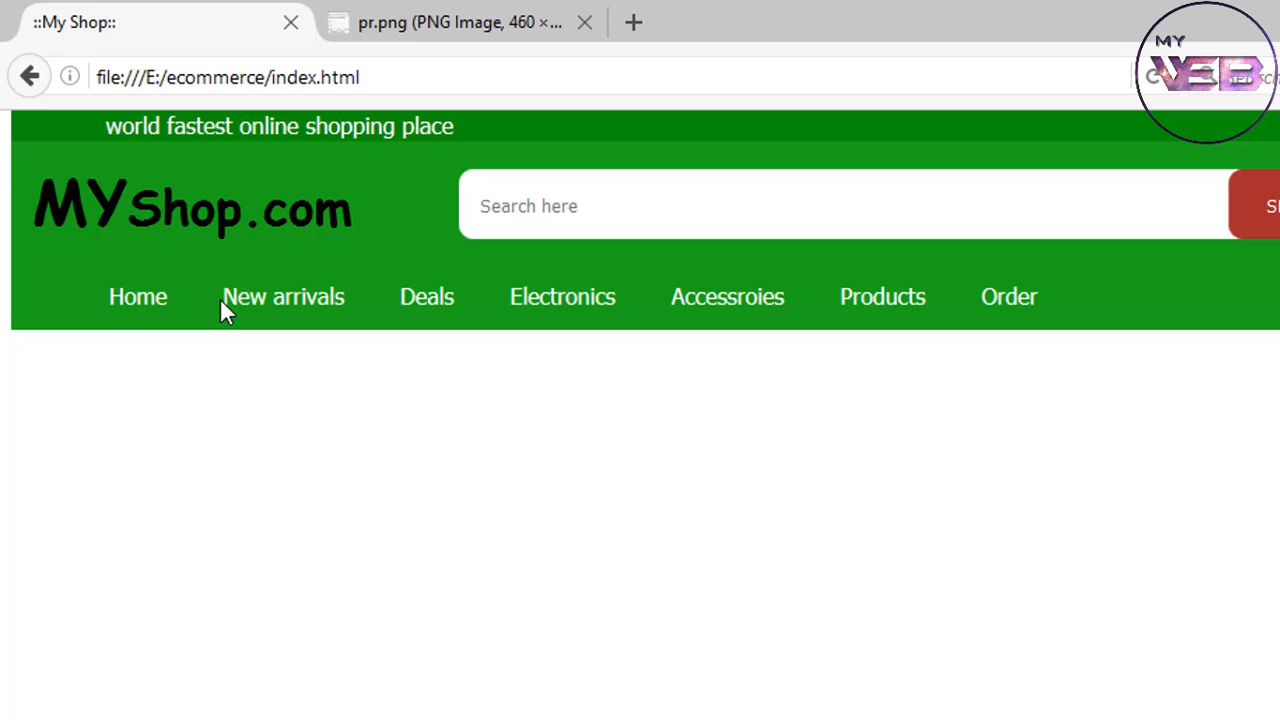 ::My Shop::
pr.png (PNG Image, 460 ×...
file:///E:/ecommerce/index.html
MY
WEB
world fastest online shopping place
MYShop.com
Search here
Home New arrivals Deals Electronics Accessroies Products Order